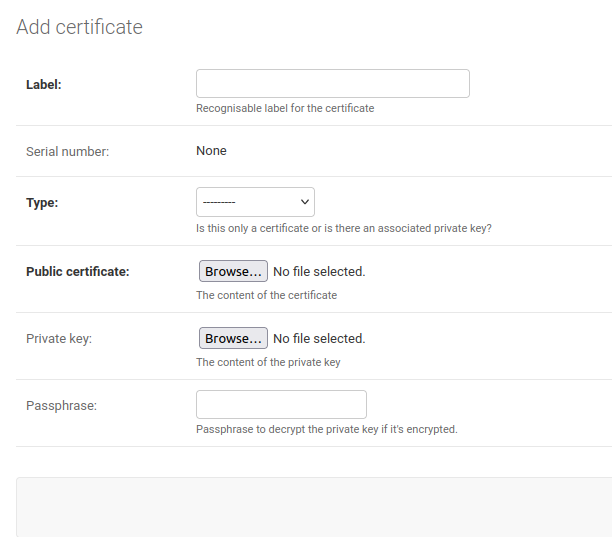 Add certificate
Label:
Recognisable label for the certificate
Serial number: None
Type: ---------
Is this only a certificate or is there an associated private key?
Public certificate: Browse... No file selected.
The content of the certificate
Private key: Browse... No file selected.
The content of the private key
Passphrase:
Passphrase to decrypt the private key if it's encrypted.